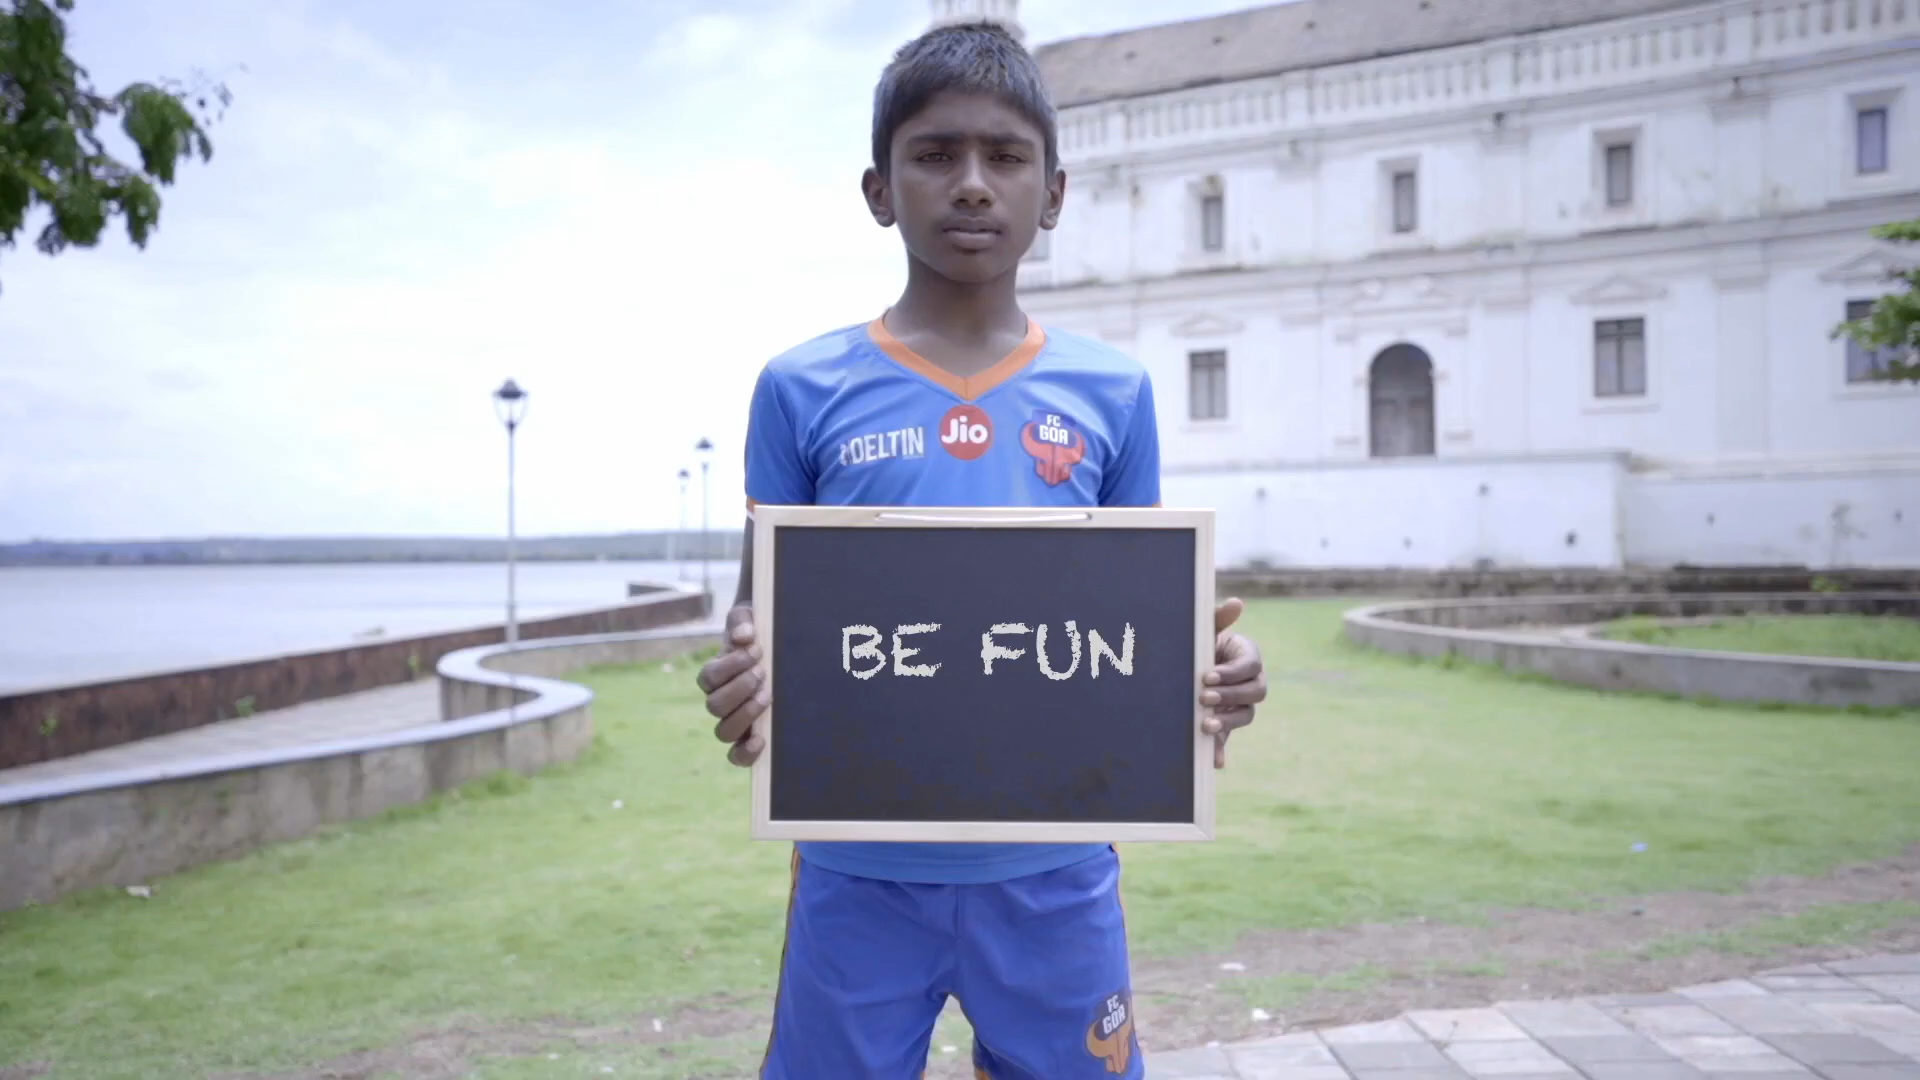 #DELTIN
Jio
FC
GOA
BE FUN
FC
GOA